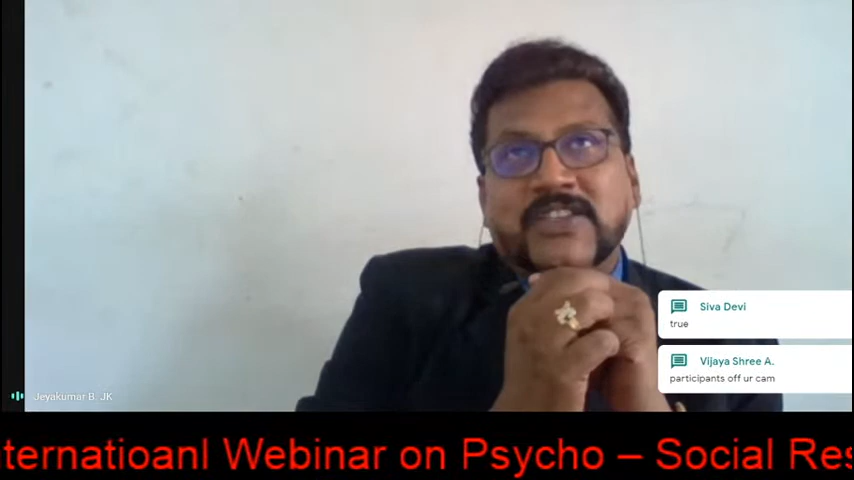 Siva Devi
true
Vijaya Shree A.
participants off ur cam
Jeyakumar B. JK
ternatioanl Webinar on Psycho – Social Res